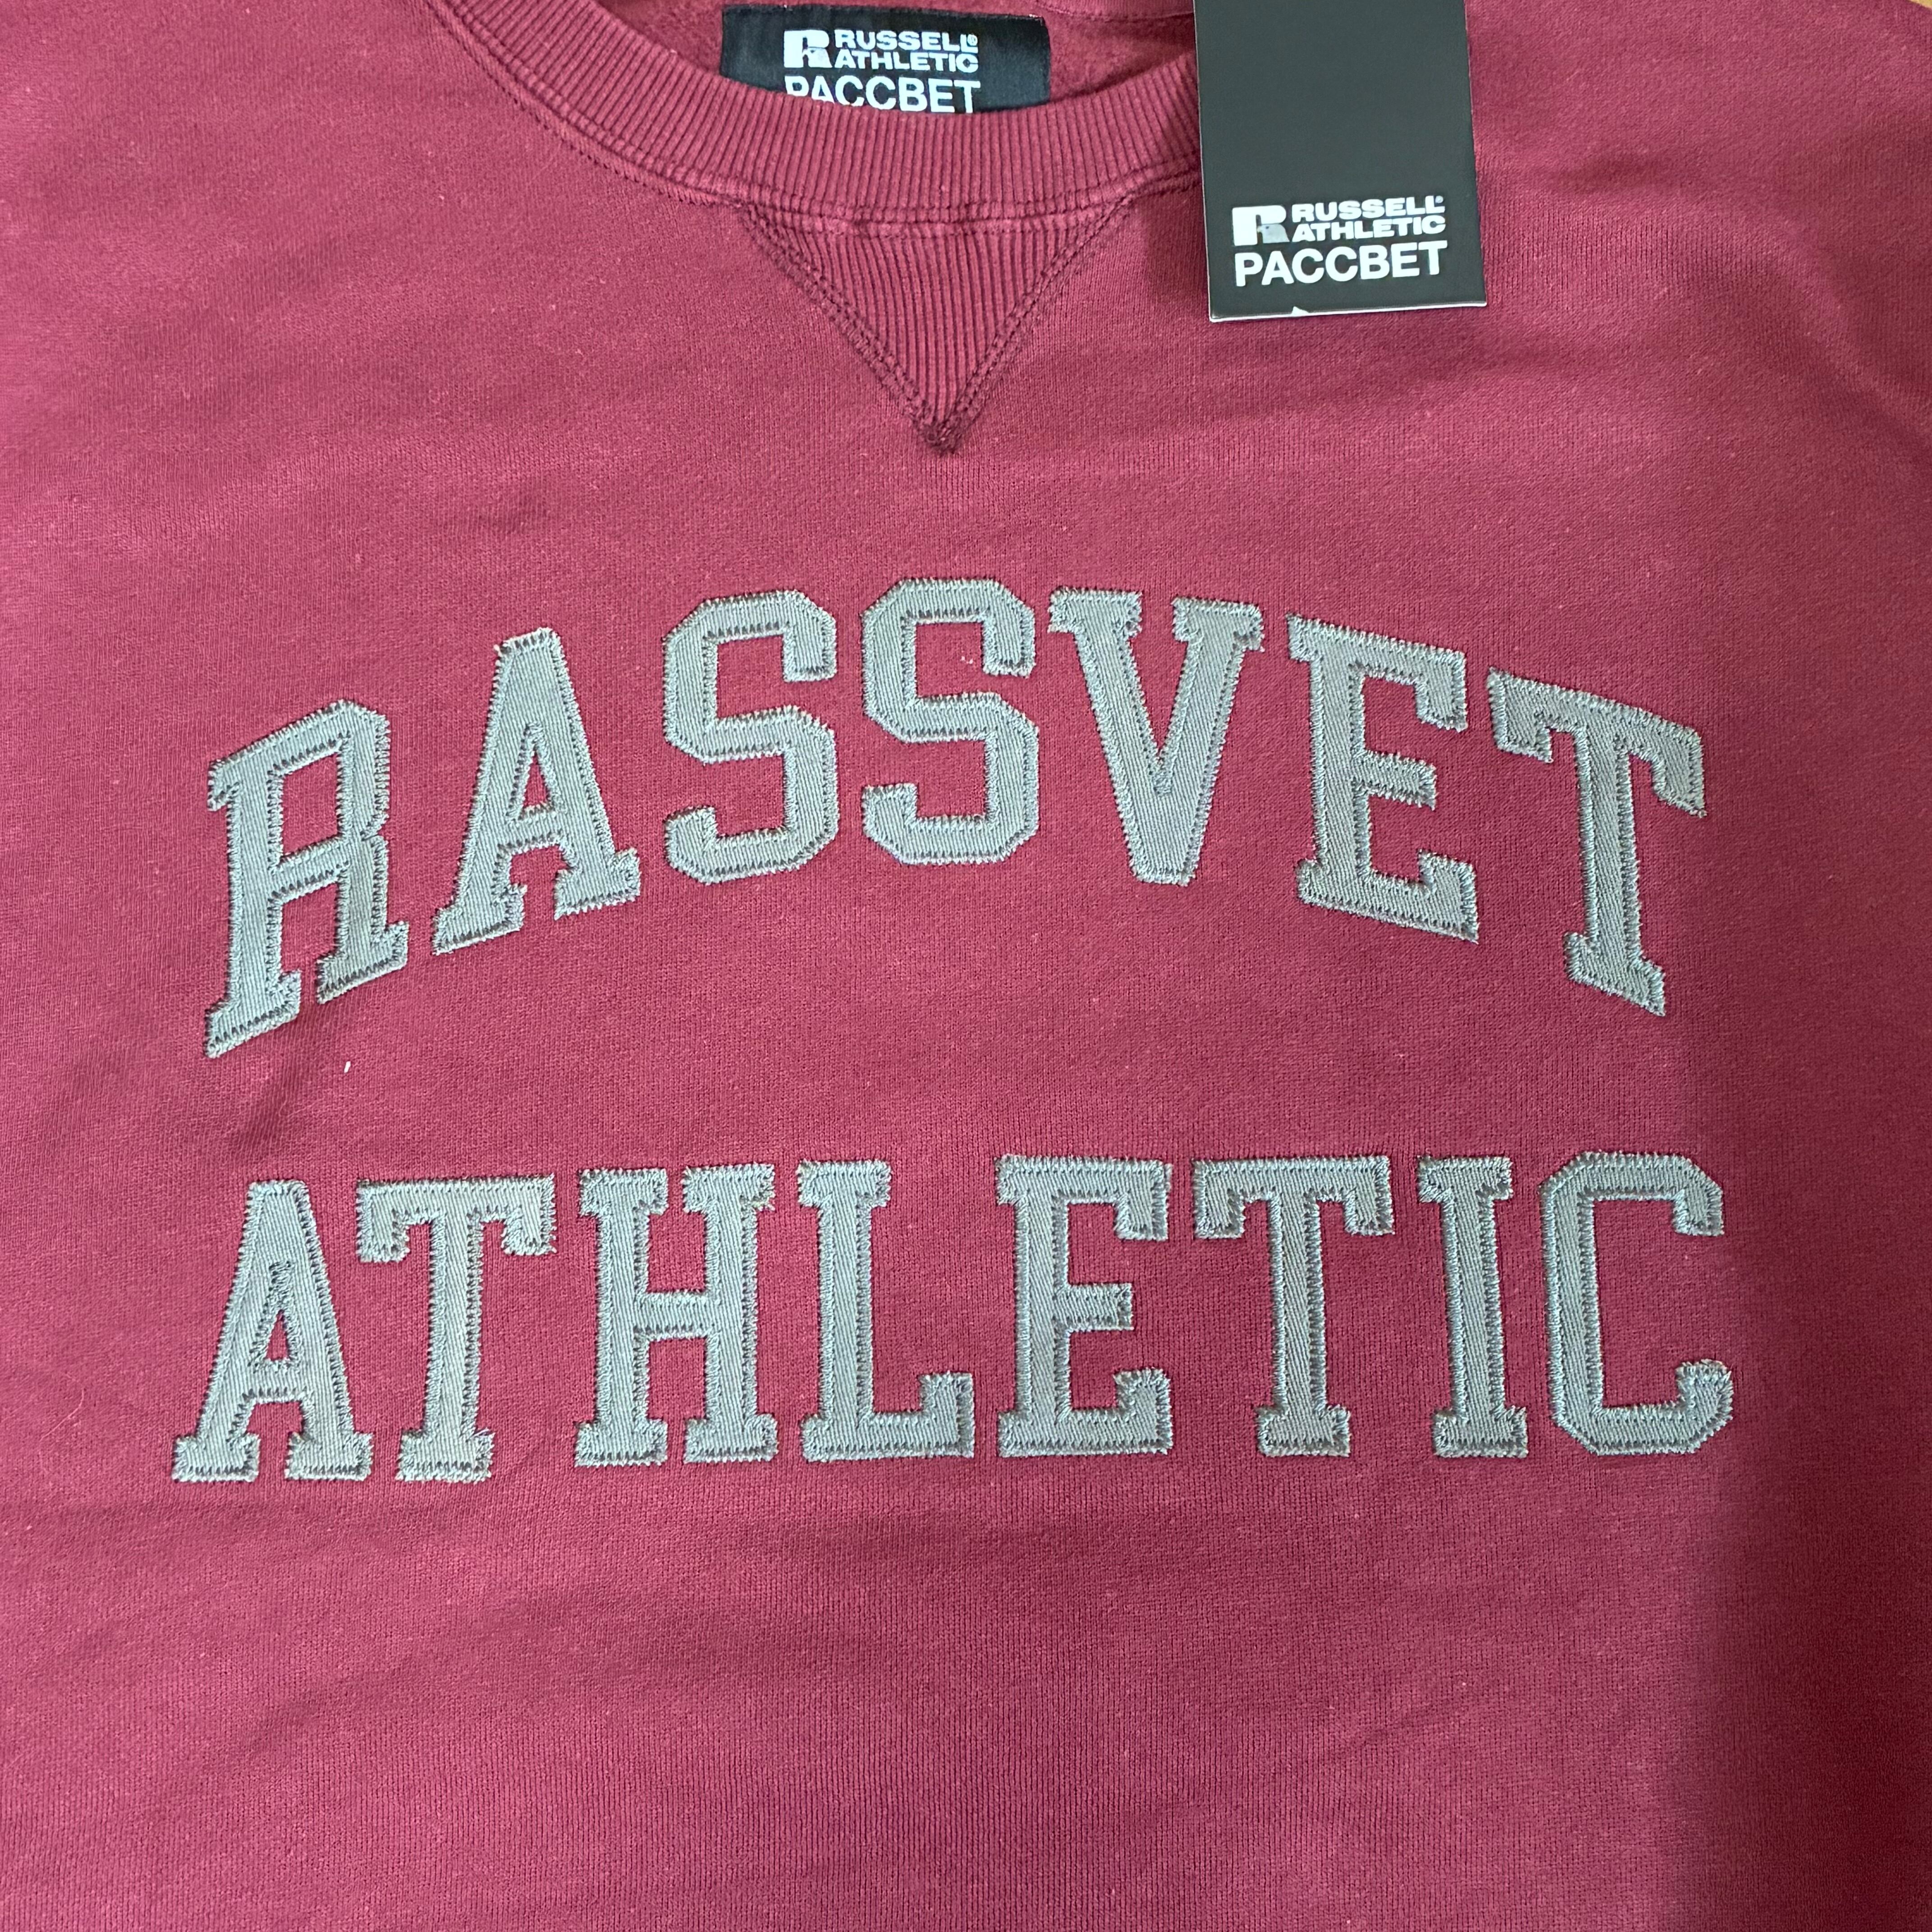 RUSSELL®
ATHLETIC
PACCBET
RUSSELL
ATHLETIC
PACCBET
RASSVET
ATHLETIC